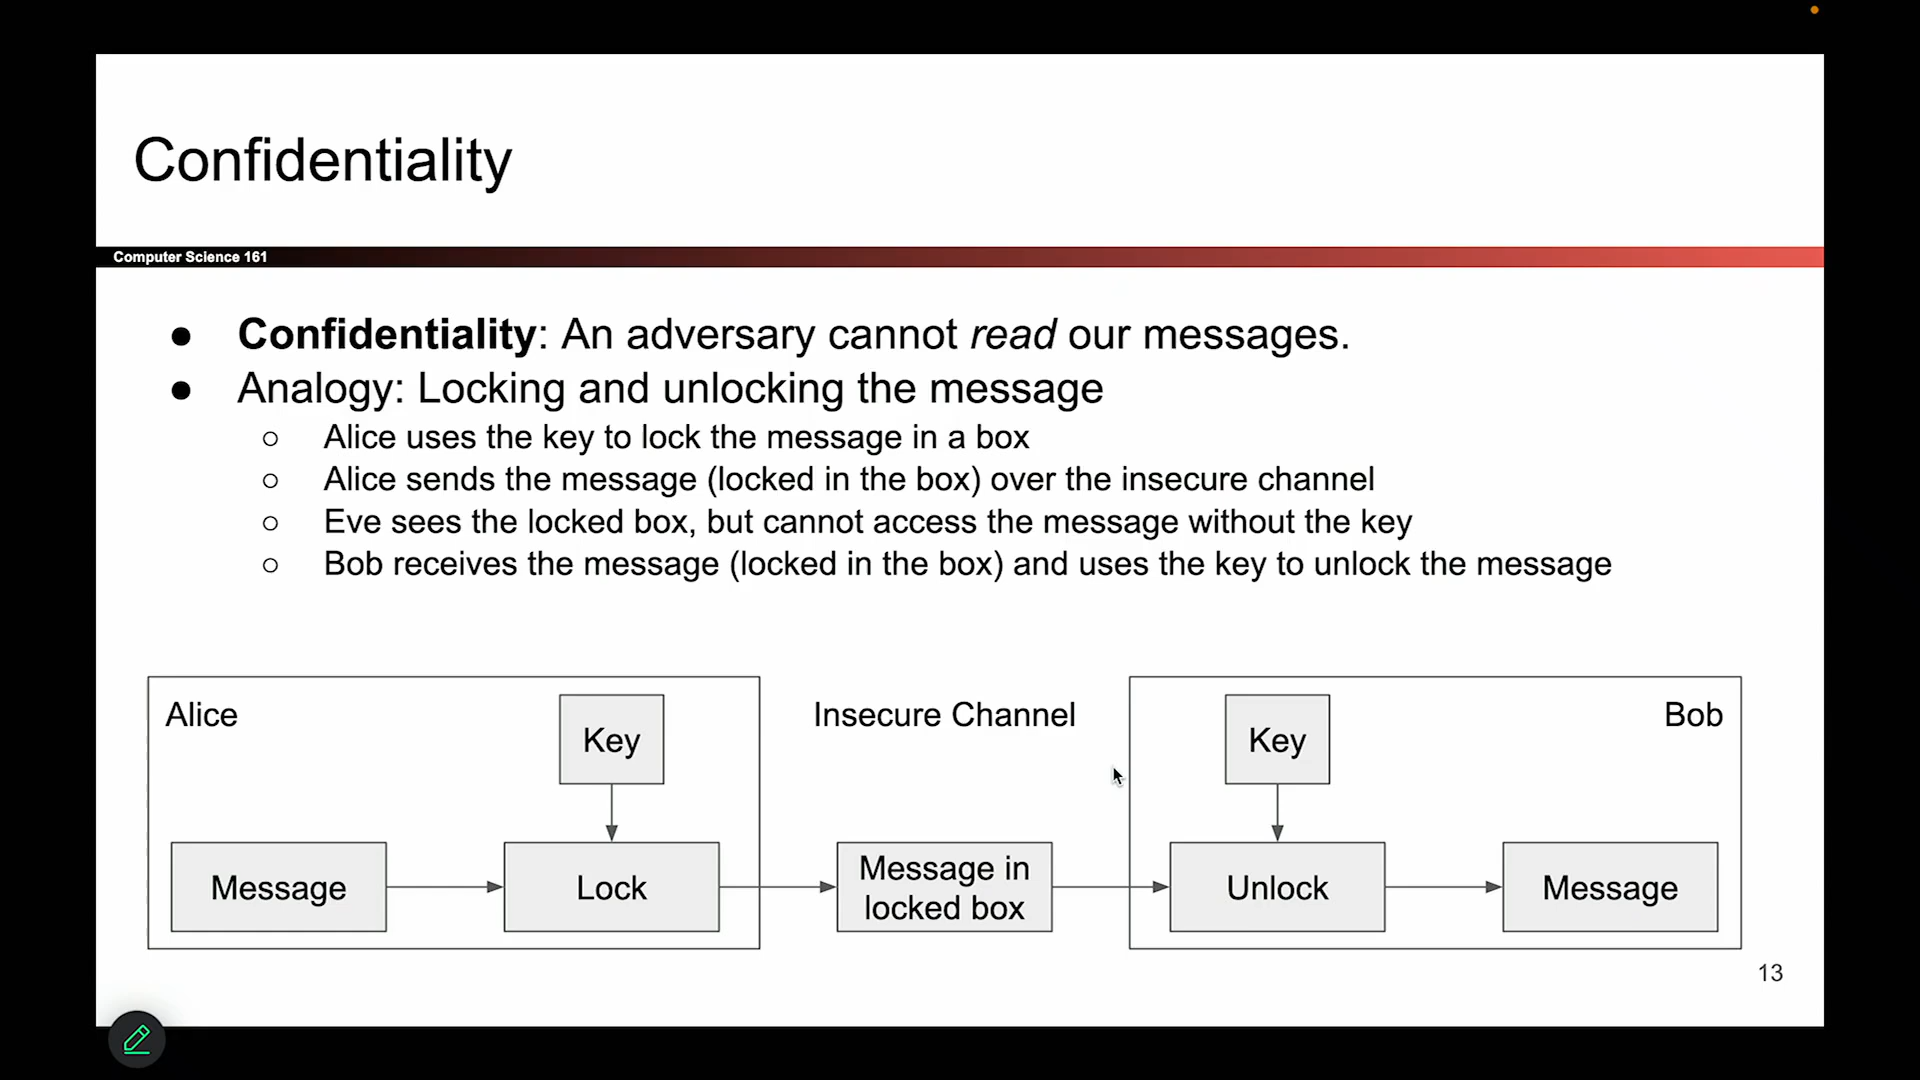 Confidentiality
Computer Science 161
● Confidentiality: An adversary cannot read our messages.
● Analogy: Locking and unlocking the message
○ Alice uses the key to lock the message in a box
○ Alice sends the message (locked in the box) over the insecure channel
○ Eve sees the locked box, but cannot access the message without the key
○ Bob receives the message (locked in the box) and uses the key to unlock the message
Alice
Key
Message
Lock
Insecure Channel
Message in
locked box
Bob
Key
Unlock
Message
13